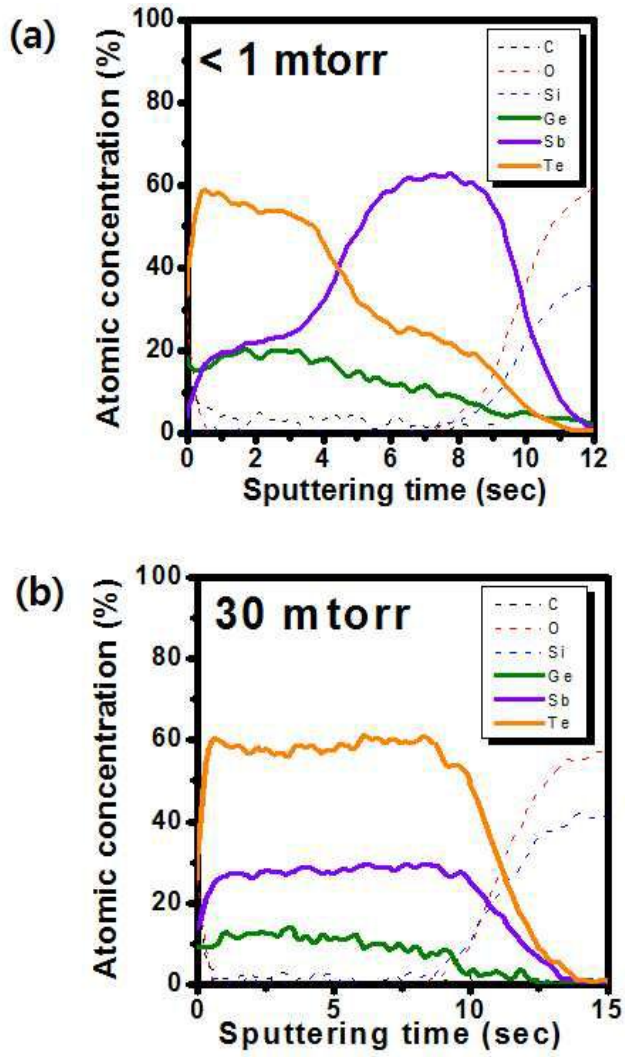 (a)
< 1 mtorr
C
O
Si
Ge
Sb
Te
Atomic concentration (%)
100
80
60
40
20
0
0 2 4 6 8 10 12
Sputtering time (sec)
(b)
30 mtorr
C
O
Si
Ge
Sb
Te
Atomic concentration (%)
100
80
60
40
20
0
0 5 10 15
Sputtering time (sec)